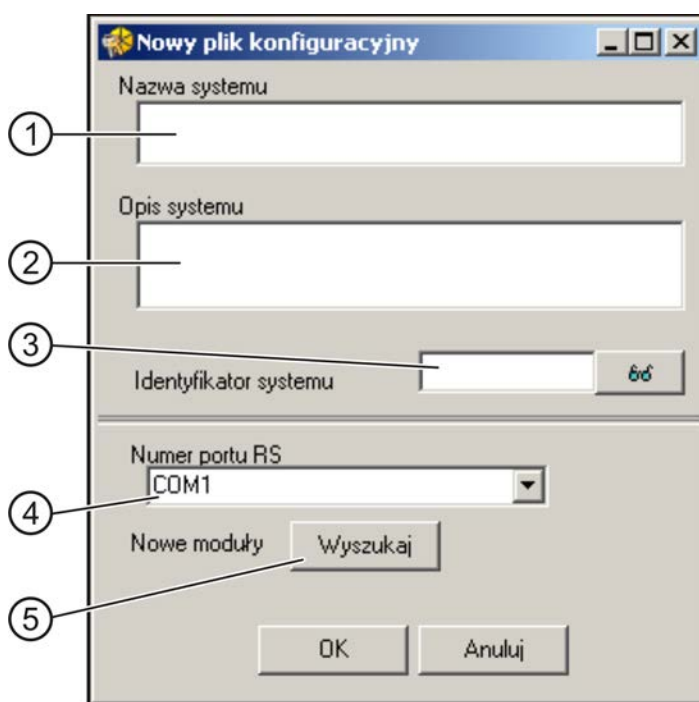 Nowy plik konfiguracyjny
Nazwa systemu
1
Opis systemu
2
3
Identyfikator systemu
Numer portu RS
COM1
4
Nowe moduły
Wyszukaj
5
OK
Anuluj